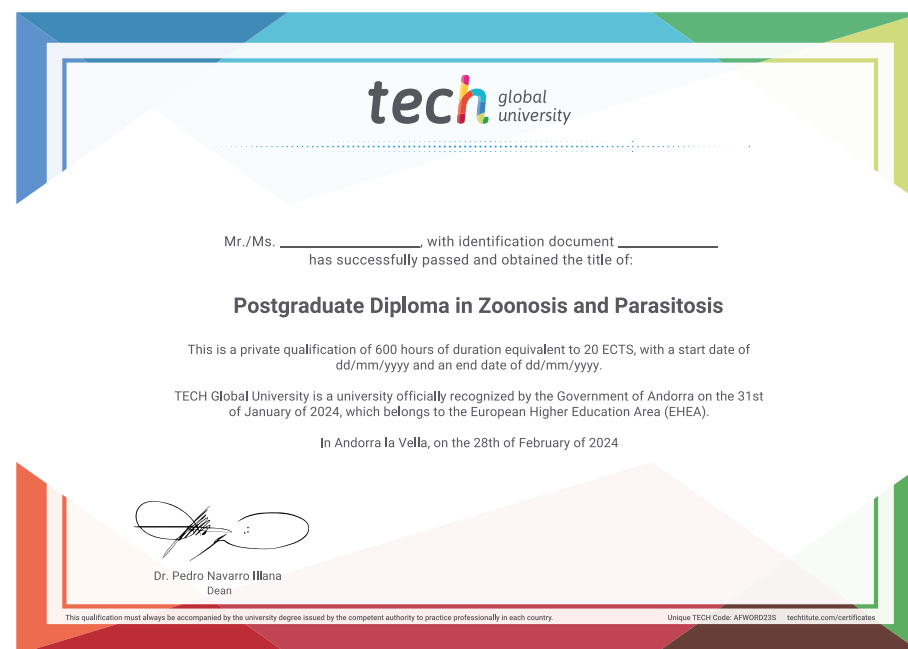 tech global
university
Mr./Ms. ____________, with identification document ____________
has successfully passed and obtained the title of:
Postgraduate Diploma in Zoonosis and Parasitosis
This is a private qualification of 600 hours of duration equivalent to 20 ECTS, with a start date of
dd/mm/yyyy and an end date of dd/mm/yyyy.
TECH Global University is a university officially recognized by the Government of Andorra on the 31st
of January of 2024, which belongs to the European Higher Education Area (EHEA).
In Andorra la Vella, on the 28th of February of 2024
Dr. Pedro Navarro Illana
Dean
This qualification must always be accompanied by the university degree issued by the competent authority to practice professionally in each country. Unique TECH Code: AFWORD23S techtitute.com/certificates